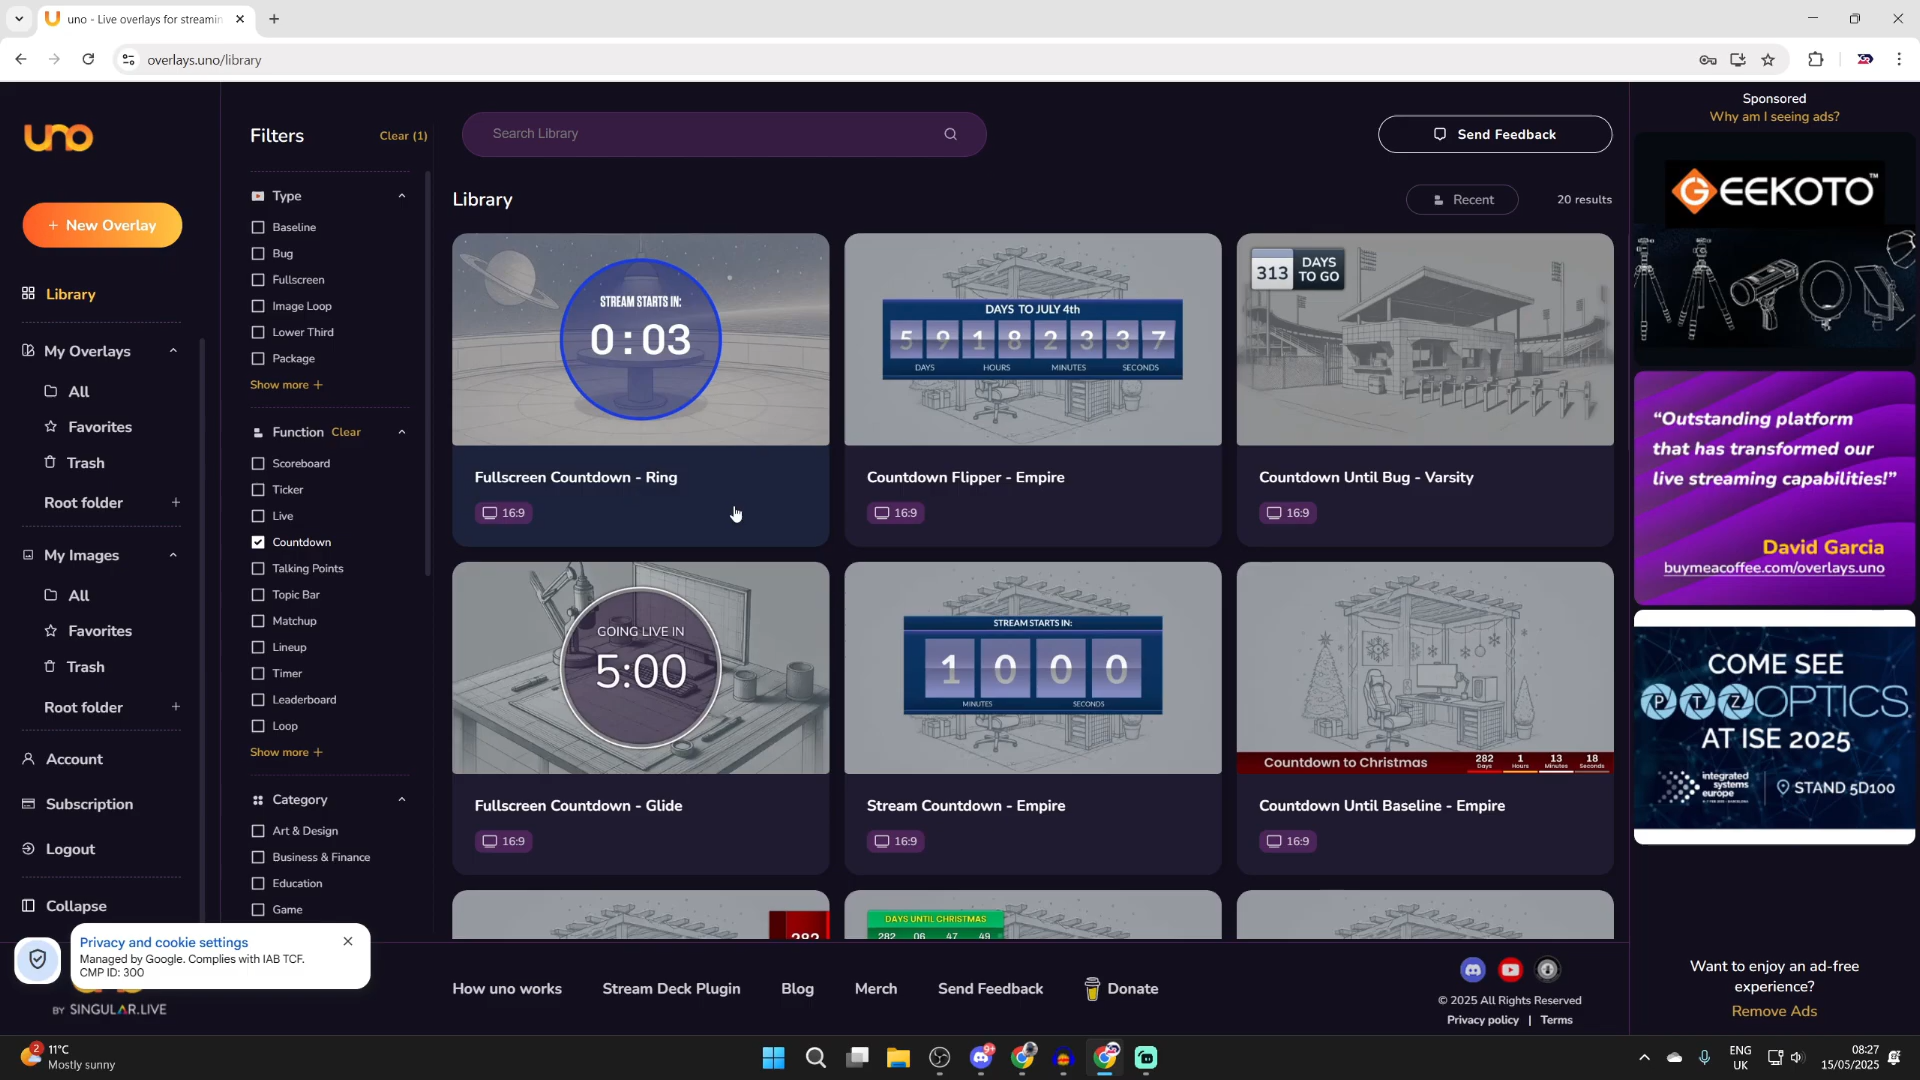 uno - Live overlays for streamin
overlays.uno/library
uno
+ New Overlay
Library
My Overlays
All
Favorites
Trash
Root folder +
My Images
All
Favorites
Trash
Root folder +
Account
Subscription
Logout
Collapse
Filters
Clear (1)
Type
Baseline
Bug
Fullscreen
Image Loop
Lower Third
Package
Show more +
Function Clear
Scoreboard
Ticker
Live
Countdown
Talking Points
Topic Bar
Matchup
Lineup
Timer
Leaderboard
Loop
Show more +
Category
Art & Design
Business & Finance
Education
Game
Search Library
Send Feedback
Library
Recent
20 results
STREAM STARTS IN:
0:03
Fullscreen Countdown - Ring
16:9
DAYS TO JULY 4th
5 9 1 8 2 3 3 7
DAYS HOURS MINUTES SECONDS
Countdown Flipper - Empire
16:9
313 DAYS
TO GO
Countdown Until Bug - Varsity
16:9
GOING LIVE IN
5:00
Fullscreen Countdown - Glide
16:9
STREAM STARTS IN:
1 0 0 0
MINUTES SECONDS
Stream Countdown - Empire
16:9
Countdown to Christmas
282 1 13 18
Days Hours Minutes Seconds
Countdown Until Baseline - Empire
16:9
282
DAYS UNTIL CHRISTMAS
282 06 47 49
Sponsored
Why am I seeing ads?
GEEKOTO™
“Outstanding platform
that has transformed our
live streaming capabilities!”
David Garcia
buymeacoffee.com/overlays.uno
COME SEE
PTZOPTICS
AT ISE 2025
integrated
systems
europe
STAND 5D100
Want to enjoy an ad-free
experience?
Remove Ads
Privacy and cookie settings
Managed by Google. Complies with IAB TCF.
CMP ID: 300
BY SINGULAR.LIVE
How uno works
Stream Deck Plugin
Blog
Merch
Send Feedback
Donate
© 2025 All Rights Reserved
Privacy policy | Terms
2
11°C
Mostly sunny
9+
ENG
UK
08:27
15/05/2025